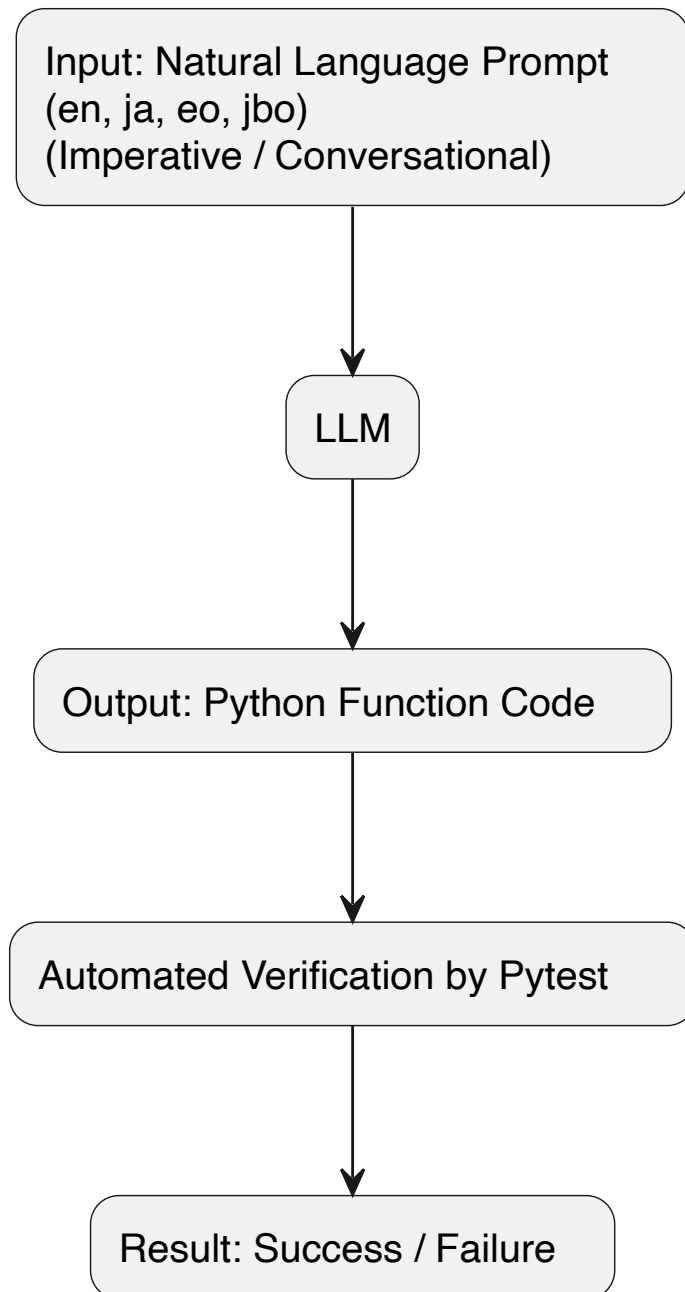 Input: Natural Language Prompt
(en, ja, eo, jbo)
(Imperative / Conversational)
LLM
Output: Python Function Code
Automated Verification by Pytest
Result: Success / Failure